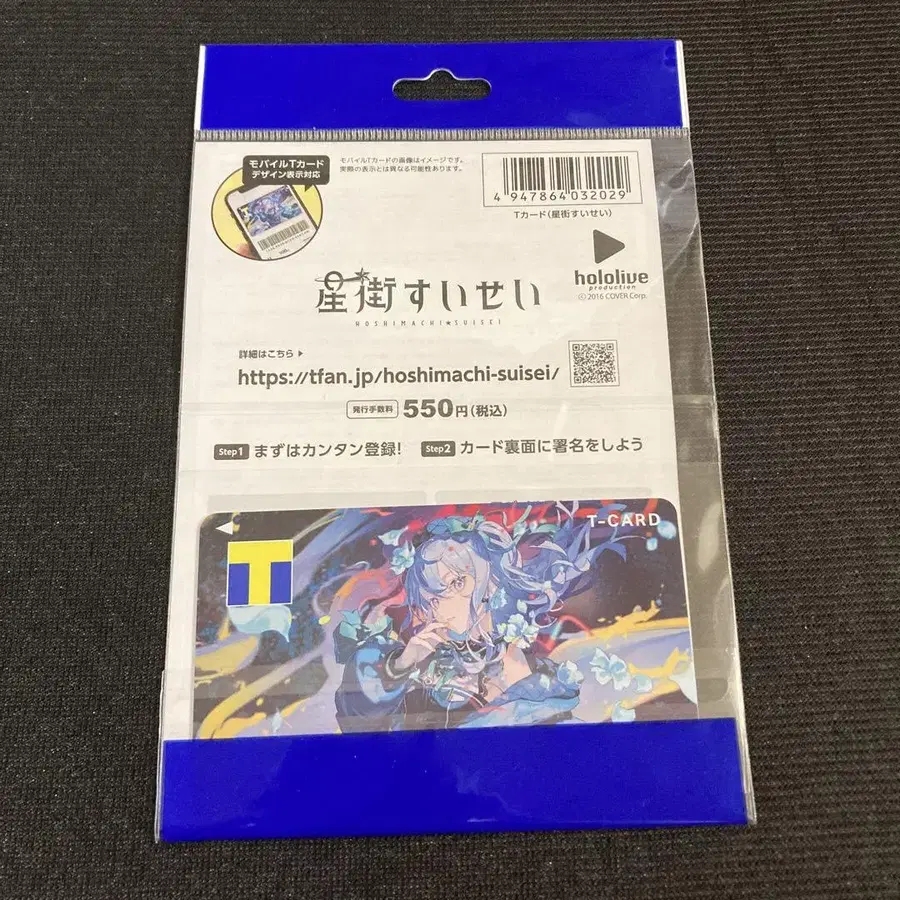 モバイルTカード
デザイン表示対応
モバイルTカードの画像はイメージです。
実際の表示とは異なる可能性あります。
4 947864 032029
Tカード(星街すいせい)
hololive
production
© 2016 COVER Corp.
星街すいせい
HOSHIMACHI★SUISEI
詳細はこちら▶
https://tfan.jp/hoshimachi-suisei/
発行手数料 550円(税込)
Step1 まずはカンタン登録! Step2 カード裏面に署名をしよう
T-CARD
T